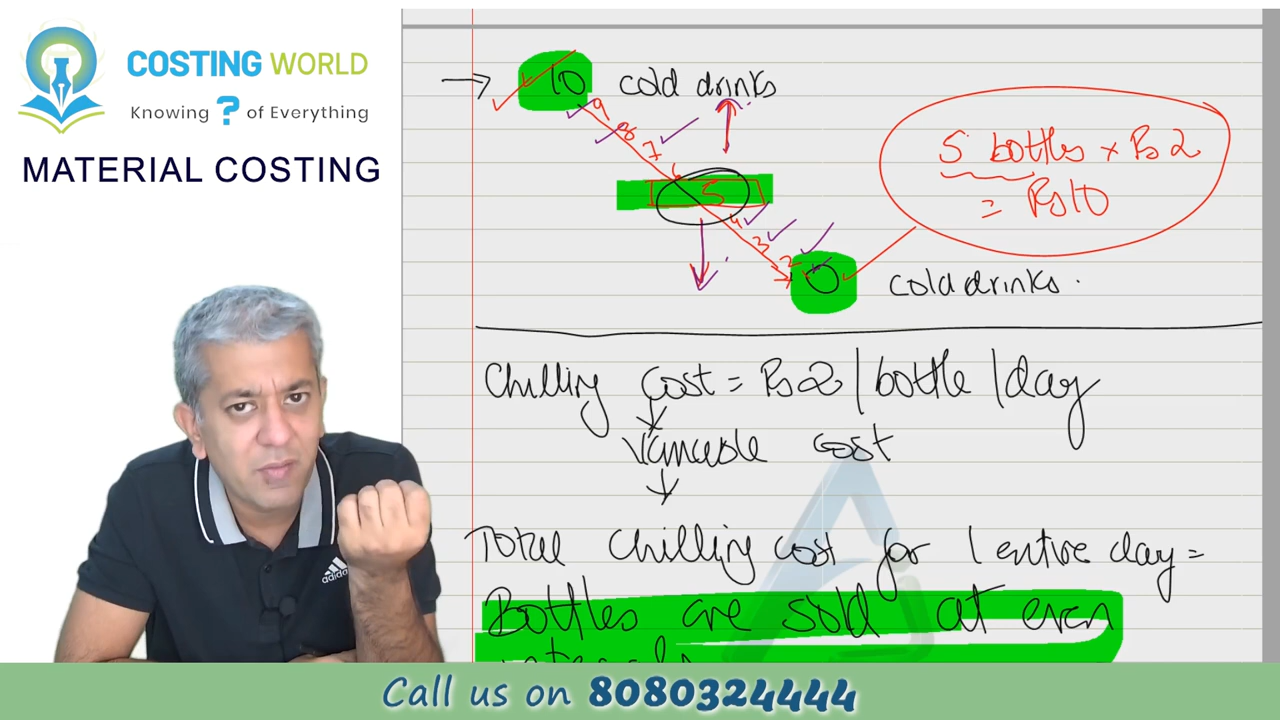 COSTING WORLD
Knowing ? of Everything
MATERIAL COSTING
→ 10 cold drinks
9
8
7
6
5
4
3
2
0 cold drinks.
5 bottles × Rs 2
= Rs 10
Chilling cost = Rs 2 | bottle | day
variable cost
Total chilling cost for 1 entire day =
Bottles are sold at even
adidas
Call us on 8080324444